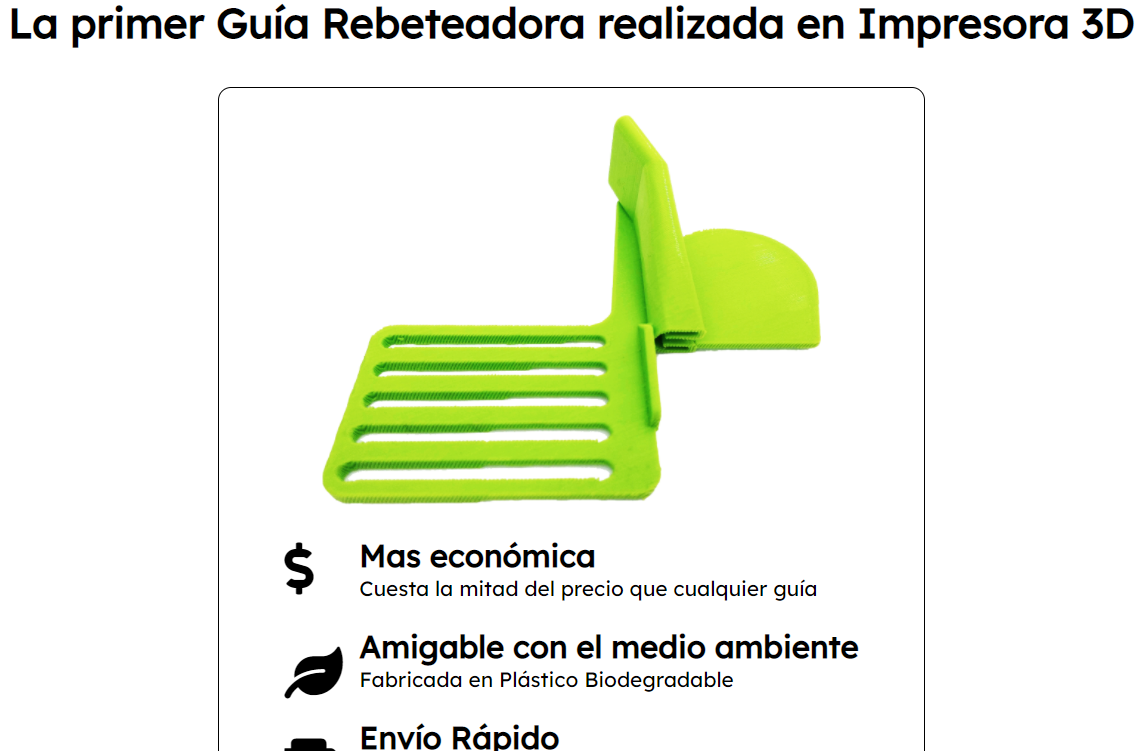 La primer Guía Rebeteadora realizada en Impresora 3D
Mas económica
Cuesta la mitad del precio que cualquier guía
Amigable con el medio ambiente
Fabricada en Plástico Biodegradable
Envío Rápido